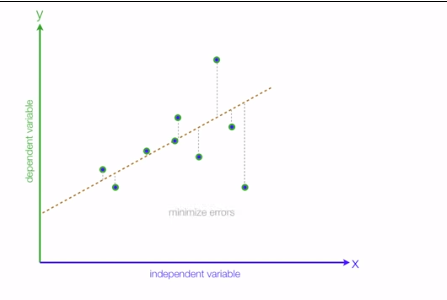 y
dependent variable
minimize errors
x
independent variable